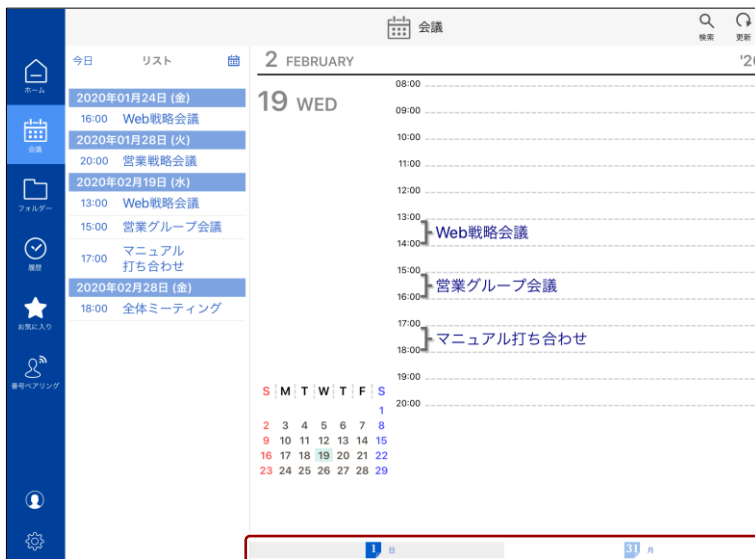 会議
検索
更新
'20
ホーム
会議
フォルダー
履歴
お気に入り
番号ペアリング
今日 リスト
2020年01月24日 (金)
16:00 Web戦略会議
2020年01月28日 (火)
20:00 営業戦略会議
2020年02月19日 (水)
13:00 Web戦略会議
15:00 営業グループ会議
17:00 マニュアル
打ち合わせ
2020年02月28日 (金)
18:00 全体ミーティング
2 FEBRUARY
19 WED
08:00
09:00
10:00
11:00
12:00
13:00
Web戦略会議
14:00
15:00
営業グループ会議
16:00
17:00
マニュアル打ち合わせ
18:00
19:00
20:00
S M T W T F S
1
2 3 4 5 6 7 8
9 10 11 12 13 14 15
16 17 18 19 20 21 22
23 24 25 26 27 28 29
1 日
31 月